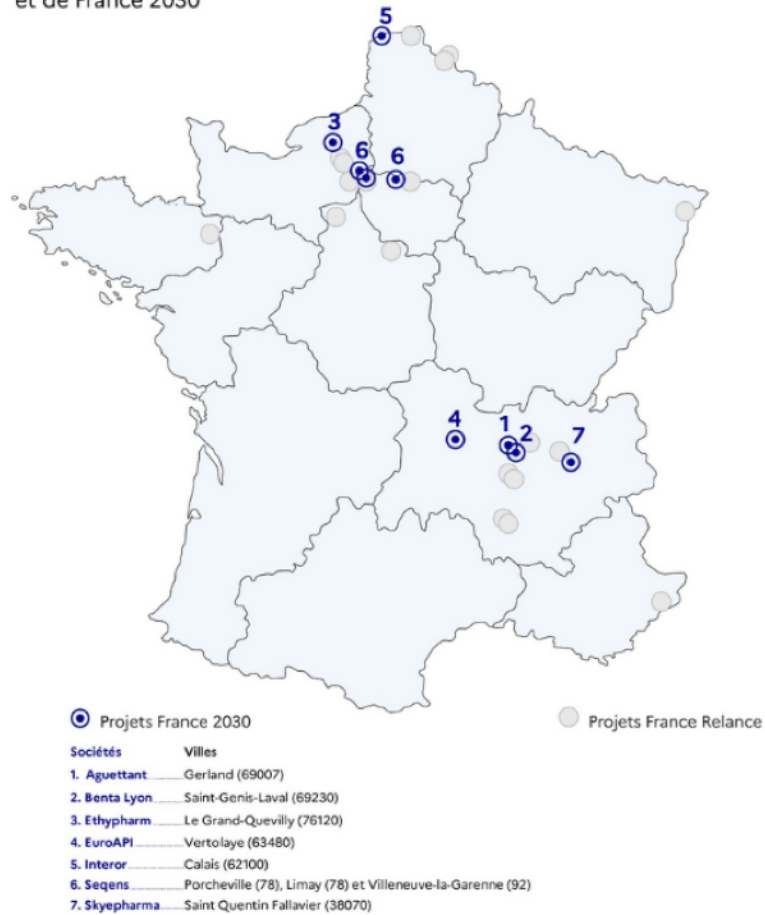 et de France 2030
5
3
6
6
4
1
2
7
Projets France 2030
Projets France Relance
Sociétés Villes
1. Aguettant Gerland (69007)
2. Benta Lyon Saint-Genis-Laval (69230)
3. Ethypharm Le Grand-Quevilly (76120)
4. EuroAPI Vertolaye (63480)
5. Interor Calais (62100)
6. Seqens Porcheville (78), Limay (78) et Villeneuve-la-Garenne (92)
7. Skyepharma Saint Quentin Fallavier (38070)